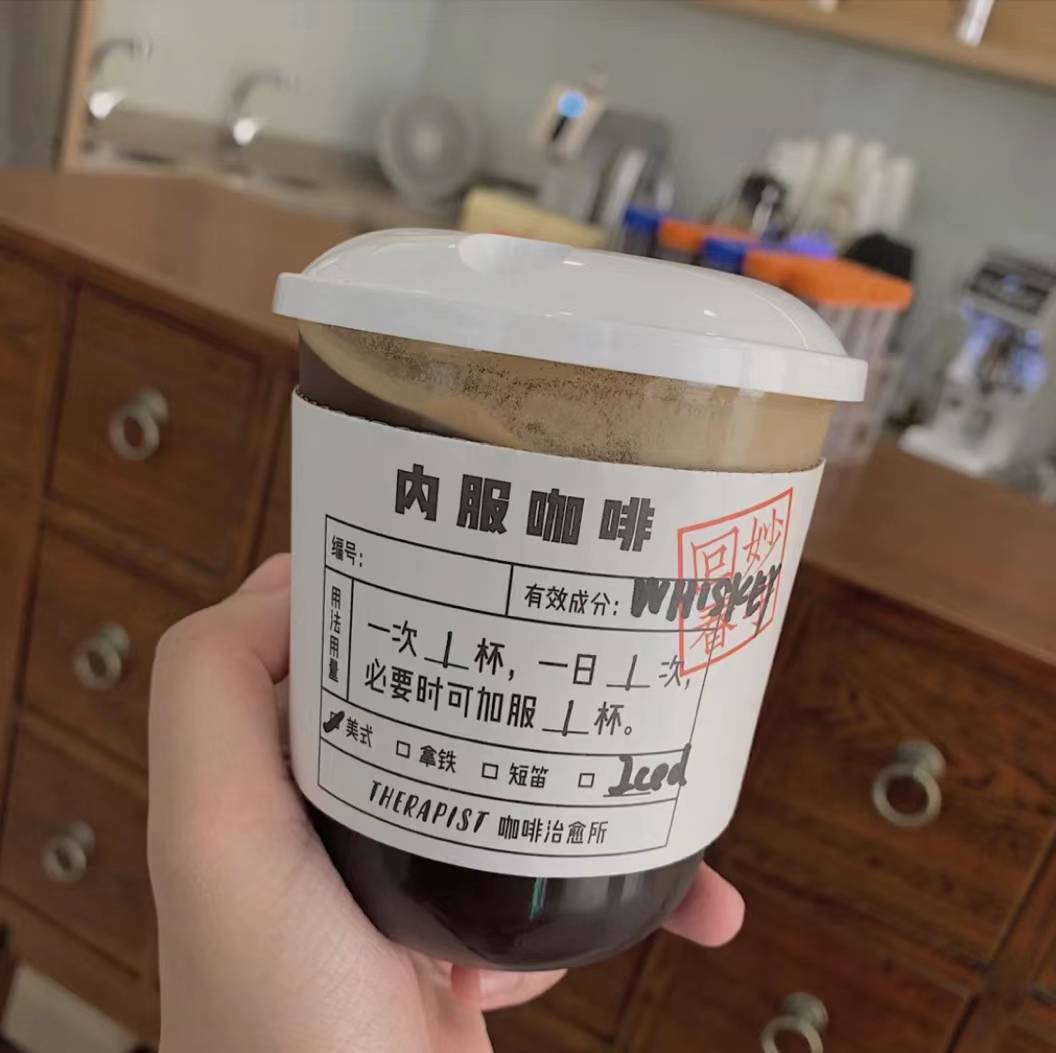 内服咖啡
编号:
有效成分: WHISKEY
妙手回春
用法用量
一次 1 杯, 一日 1 次,
必要时可加服 1 杯。
美式 拿铁 短笛 Iced
THERAPIST 咖啡治愈所